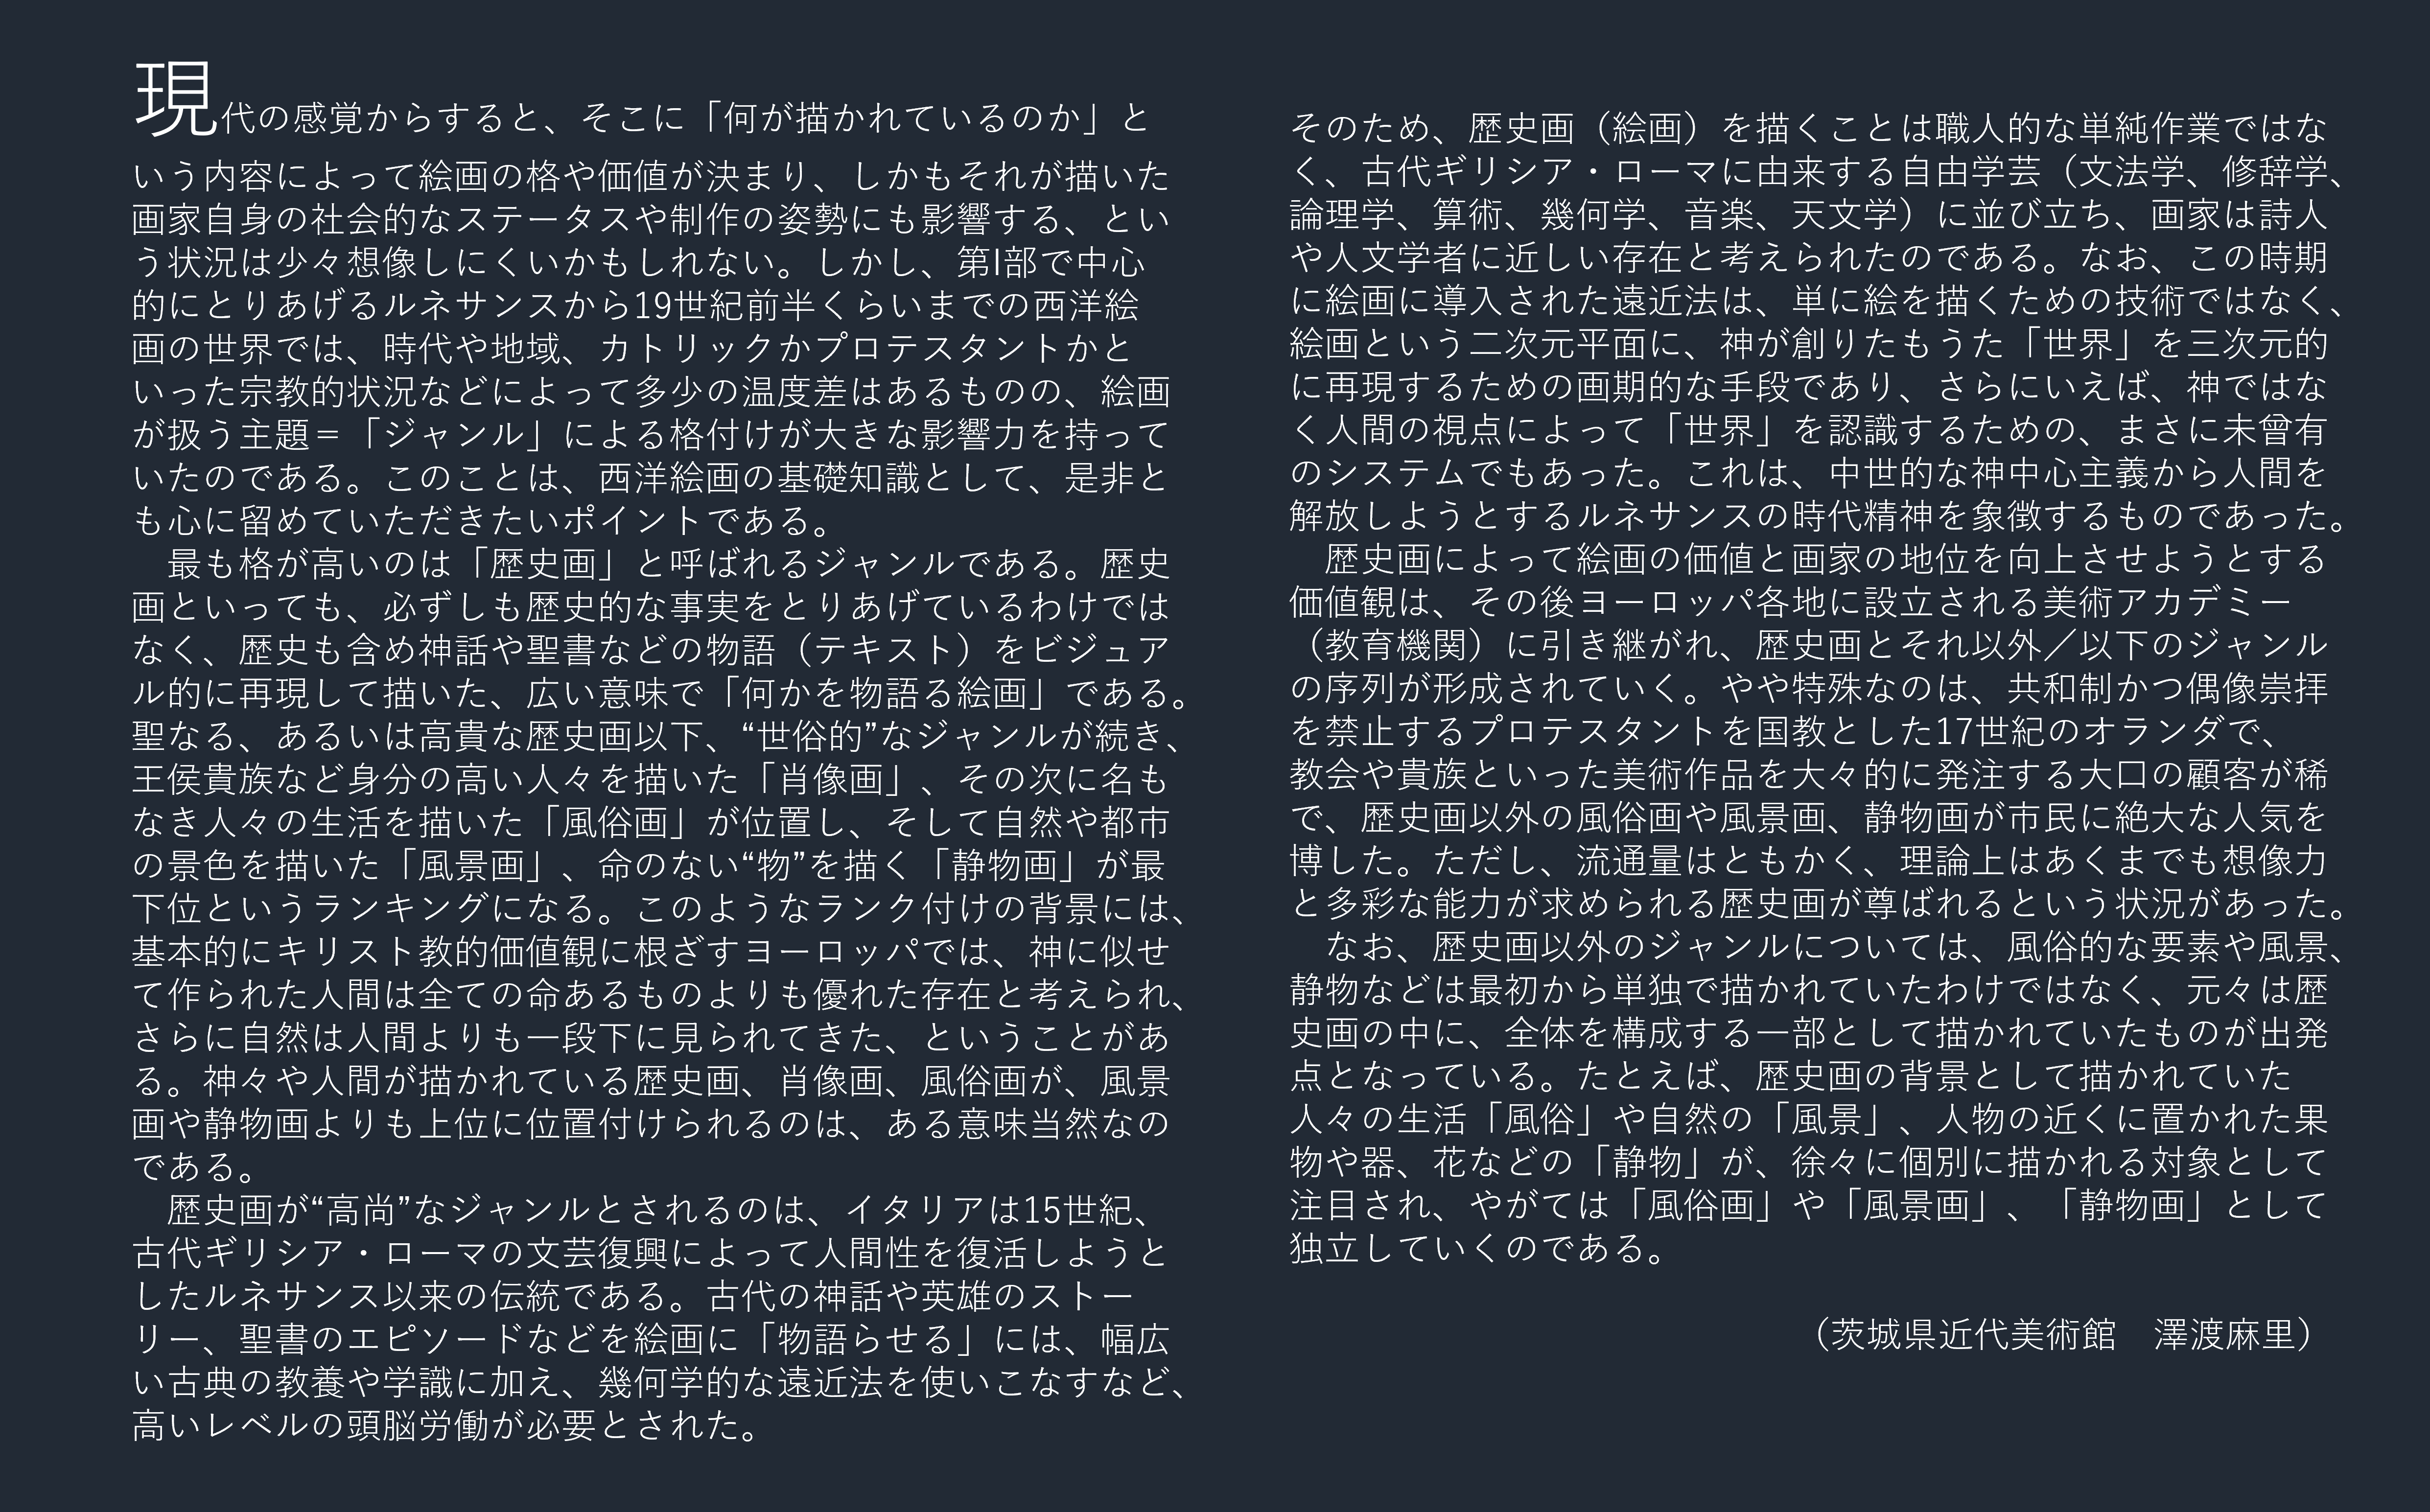 現代の感覚からすると、そこに「何が描かれているのか」と
いう内容によって絵画の格や価値が決まり、しかもそれが描いた
画家自身の社会的なステータスや制作の姿勢にも影響する、とい
う状況は少々想像しにくいかもしれない。しかし、第I部で中心
的にとりあげるルネサンスから19世紀前半くらいまでの西洋絵
画の世界では、時代や地域、カトリックかプロテスタントかと
いった宗教的状況などによって多少の温度差はあるものの、絵画
が扱う主題＝「ジャンル」による格付けが大きな影響力を持って
いたのである。このことは、西洋絵画の基礎知識として、是非と
も心に留めていただきたいポイントである。
　最も格が高いのは「歴史画」と呼ばれるジャンルである。歴史
画といっても、必ずしも歴史的な事実をとりあげているわけでは
なく、歴史も含め神話や聖書などの物語（テキスト）をビジュア
ル的に再現して描いた、広い意味で「何かを物語る絵画」である。
聖なる、あるいは高貴な歴史画以下、“世俗的”なジャンルが続き、
王侯貴族など身分の高い人々を描いた「肖像画」、その次に名も
なき人々の生活を描いた「風俗画」が位置し、そして自然や都市
の景色を描いた「風景画」、命のない“物”を描く「静物画」が最
下位というランキングになる。このようなランク付けの背景には、
基本的にキリスト教的価値観に根ざすヨーロッパでは、神に似せ
て作られた人間は全ての命あるものよりも優れた存在と考えられ、
さらに自然は人間よりも一段下に見られてきた、ということがあ
る。神々や人間が描かれている歴史画、肖像画、風俗画が、風景
画や静物画よりも上位に位置付けられるのは、ある意味当然なの
である。
　歴史画が“高尚”なジャンルとされるのは、イタリアは15世紀、
古代ギリシア・ローマの文芸復興によって人間性を復活しようと
したルネサンス以来の伝統である。古代の神話や英雄のストー
リー、聖書のエピソードなどを絵画に「物語らせる」には、幅広
い古典の教養や学識に加え、幾何学的な遠近法を使いこなすなど、
高いレベルの頭脳労働が必要とされた。
そのため、歴史画（絵画）を描くことは職人的な単純作業ではな
く、古代ギリシア・ローマに由来する自由学芸（文法学、修辞学、
論理学、算術、幾何学、音楽、天文学）に並び立ち、画家は詩人
や人文学者に近しい存在と考えられたのである。なお、この時期
に絵画に導入された遠近法は、単に絵を描くための技術ではなく、
絵画という二次元平面に、神が創りたもうた「世界」を三次元的
に再現するための画期的な手段であり、さらにいえば、神ではな
く人間の視点によって「世界」を認識するための、まさに未曾有
のシステムでもあった。これは、中世的な神中心主義から人間を
解放しようとするルネサンスの時代精神を象徴するものであった。
　歴史画によって絵画の価値と画家の地位を向上させようとする
価値観は、その後ヨーロッパ各地に設立される美術アカデミー
（教育機関）に引き継がれ、歴史画とそれ以外／以下のジャンル
の序列が形成されていく。やや特殊なのは、共和制かつ偶像崇拝
を禁止するプロテスタントを国教とした17世紀のオランダで、
教会や貴族といった美術作品を大々的に発注する大口の顧客が稀
で、歴史画以外の風俗画や風景画、静物画が市民に絶大な人気を
博した。ただし、流通量はともかく、理論上はあくまでも想像力
と多彩な能力が求められる歴史画が尊ばれるという状況があった。
　なお、歴史画以外のジャンルについては、風俗的な要素や風景、
静物などは最初から単独で描かれていたわけではなく、元々は歴
史画の中に、全体を構成する一部として描かれていたものが出発
点となっている。たとえば、歴史画の背景として描かれていた
人々の生活「風俗」や自然の「風景」、人物の近くに置かれた果
物や器、花などの「静物」が、徐々に個別に描かれる対象として
注目され、やがては「風俗画」や「風景画」、「静物画」として
独立していくのである。
（茨城県近代美術館　澤渡麻里）